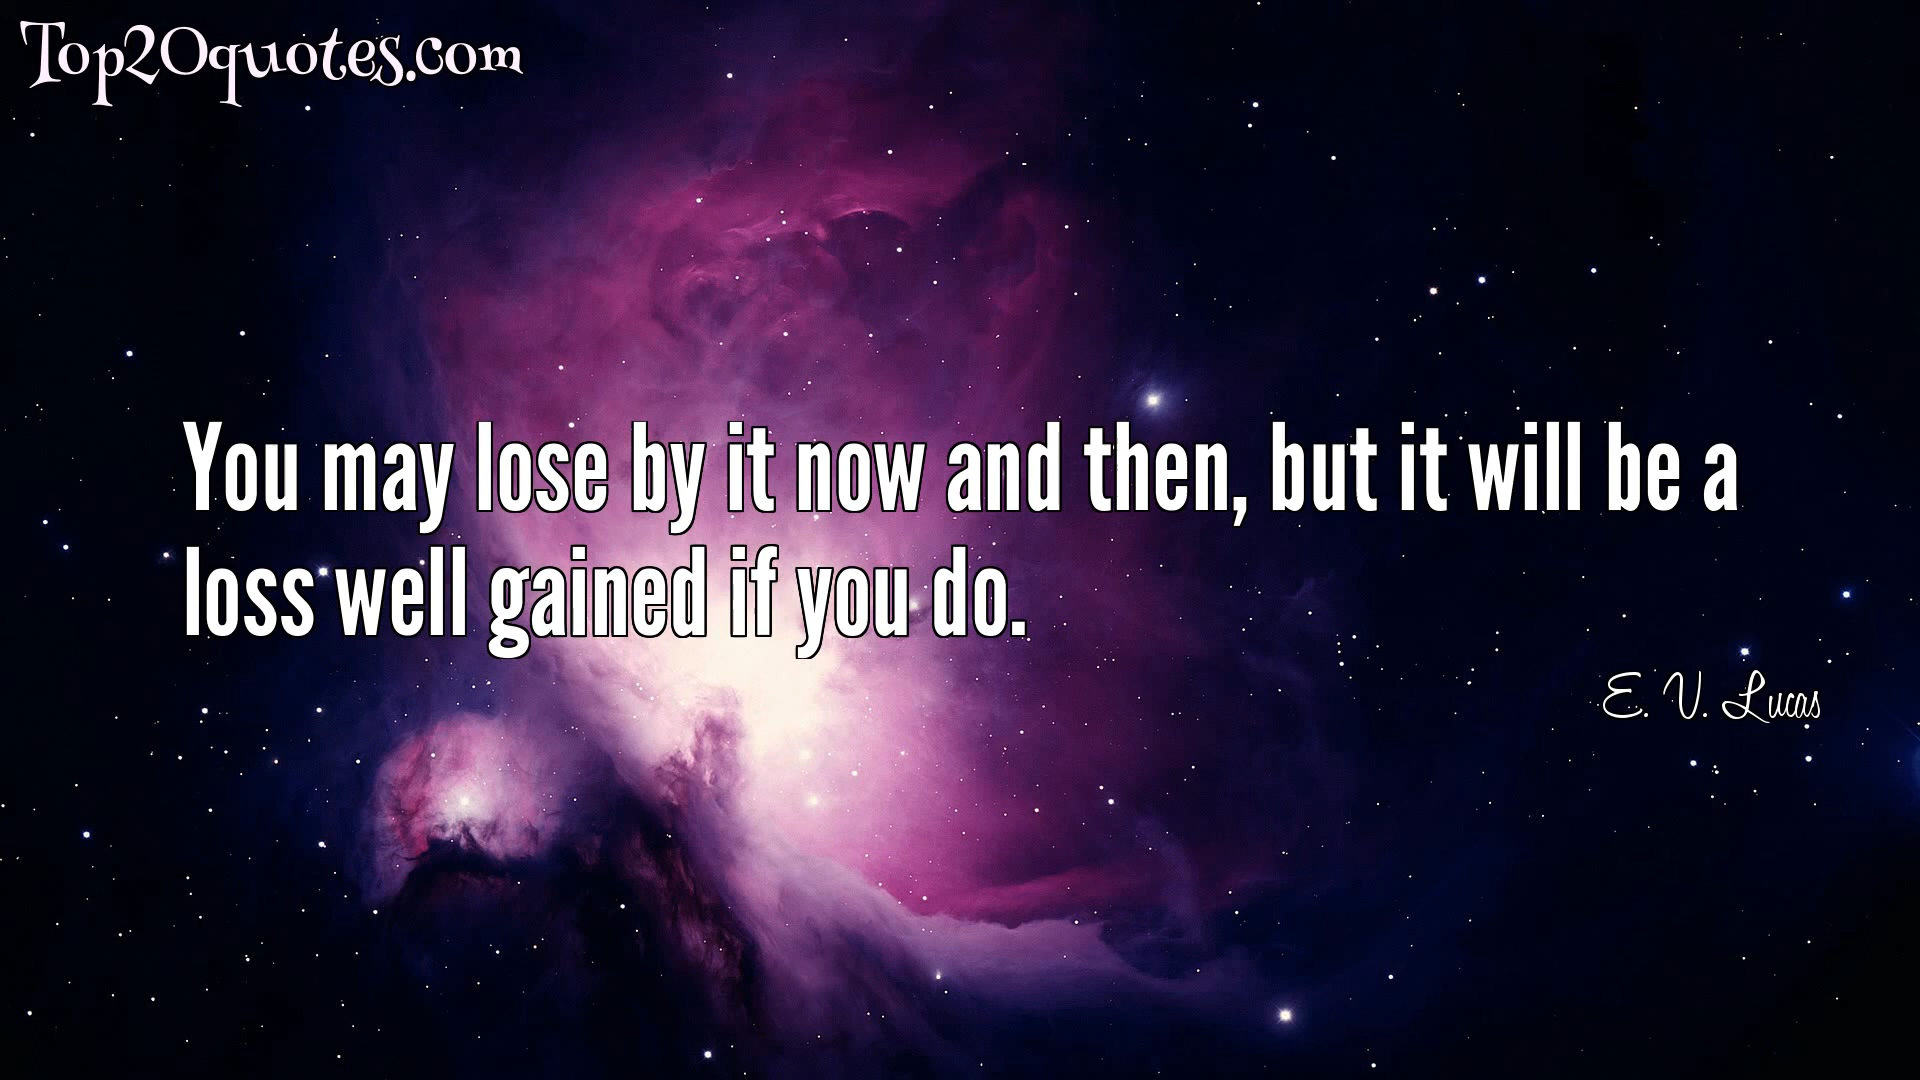 Top20quotes.com
You may lose by it now and then, but it will be a
loss well gained if you do.
E. V. Lucas